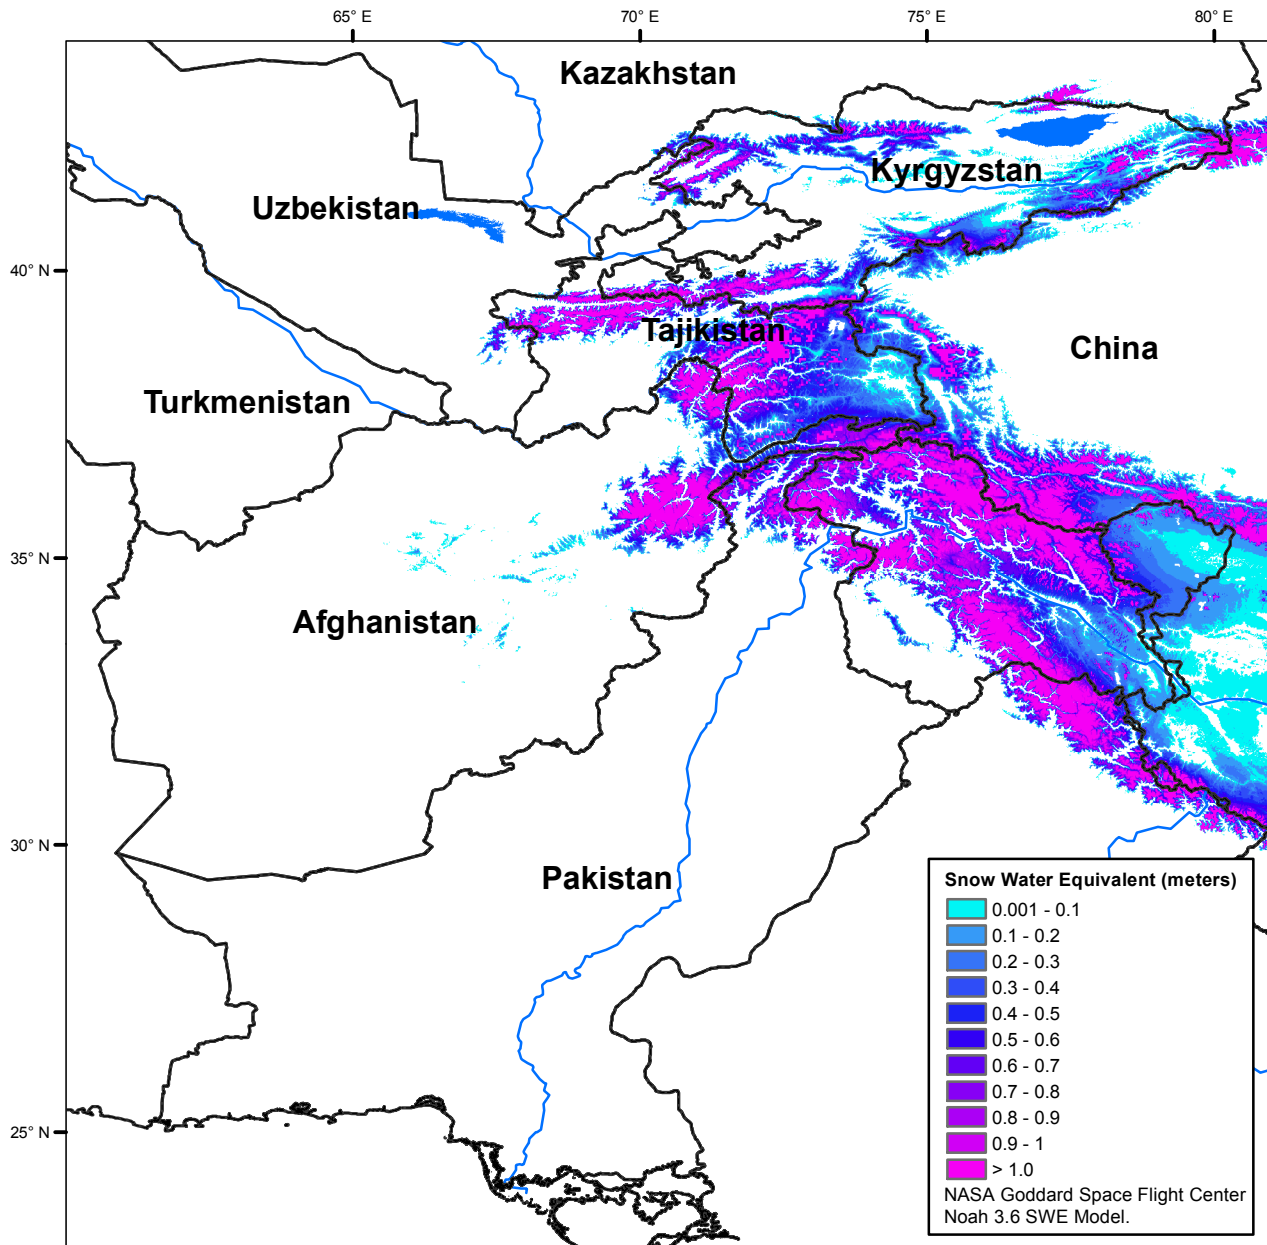 65° E
70° E
75° E
80° E
Kazakhstan
Kyrgyzstan
Uzbekistan
40° N
Tajikistan
China
Turkmenistan
35° N
Afghanistan
30° N
Pakistan
25° N
Snow Water Equivalent (meters)
0.001 - 0.1
0.1 - 0.2
0.2 - 0.3
0.3 - 0.4
0.4 - 0.5
0.5 - 0.6
0.6 - 0.7
0.7 - 0.8
0.8 - 0.9
0.9 - 1
> 1.0
NASA Goddard Space Flight Center
Noah 3.6 SWE Model.